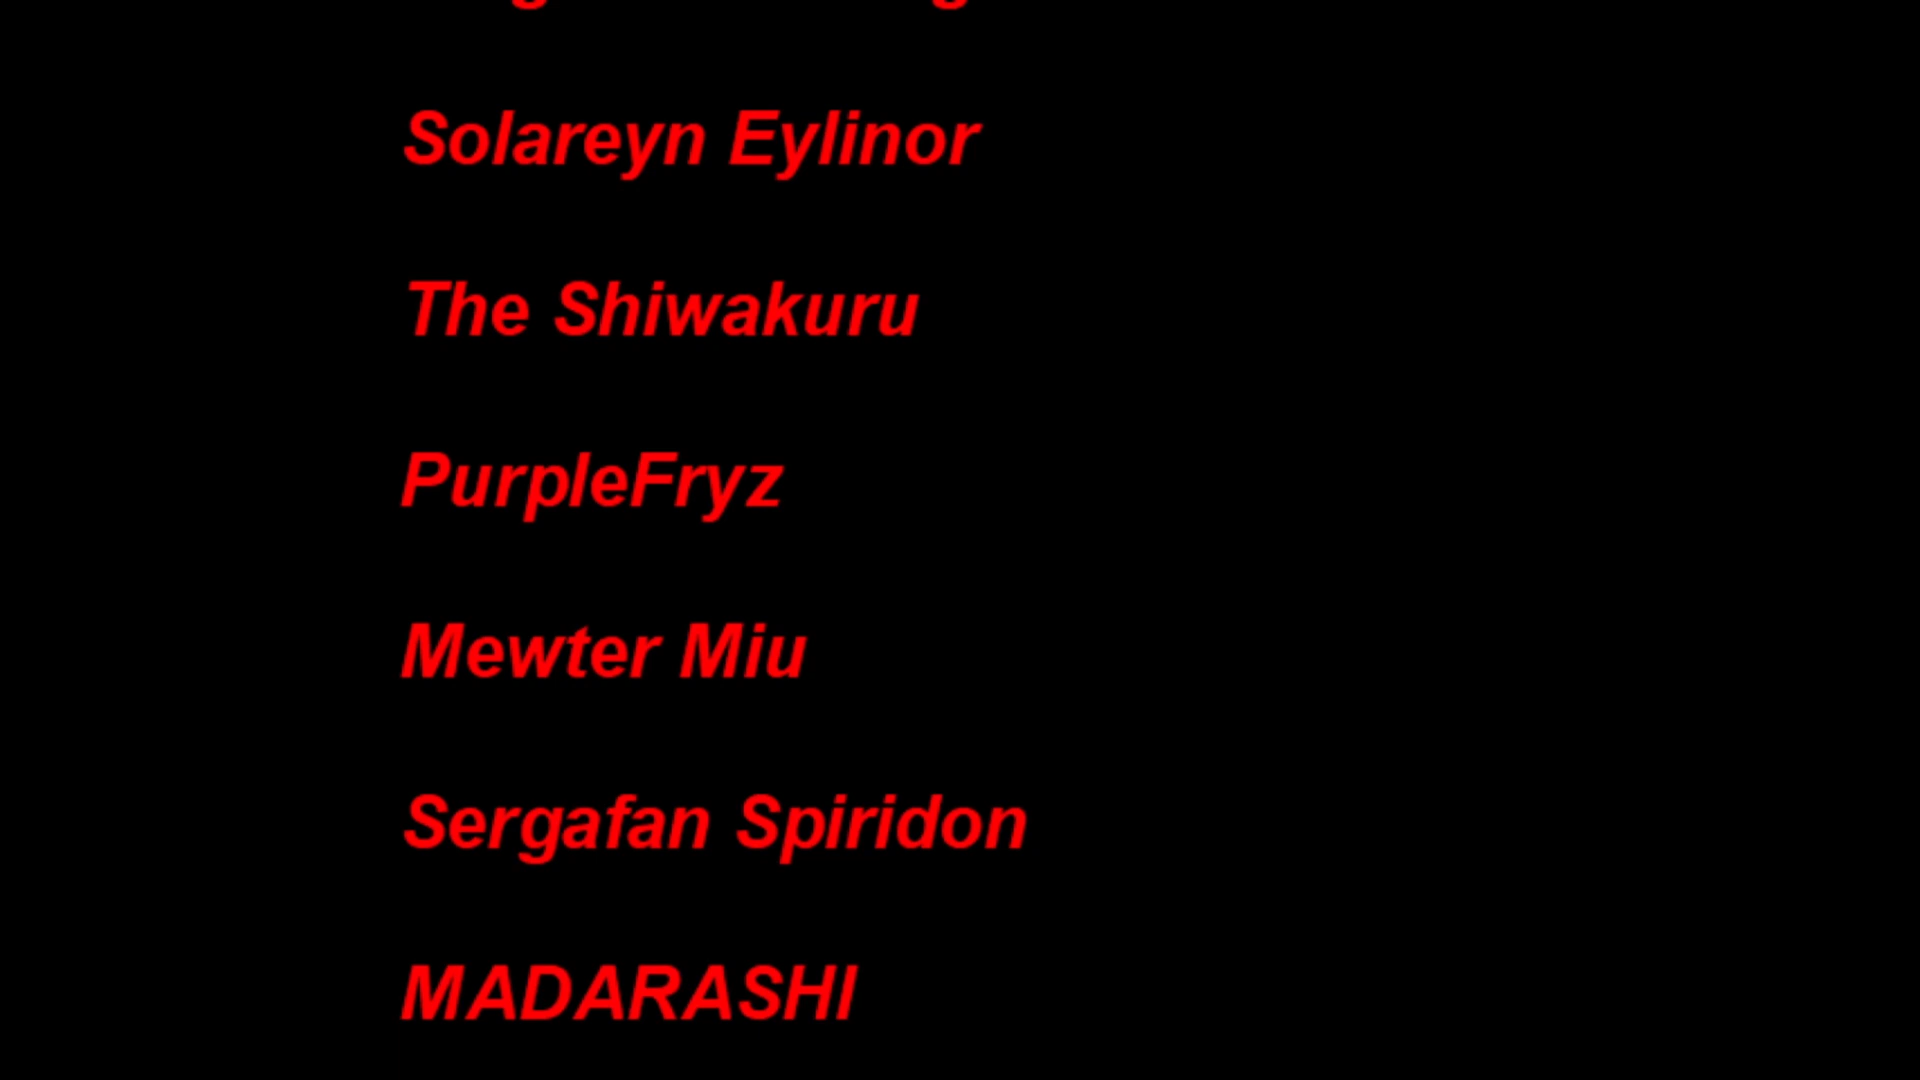 Solareyn Eylinor
The Shiwakuru
PurpleFryz
Mewter Miu
Sergafan Spiridon
MADARASHI